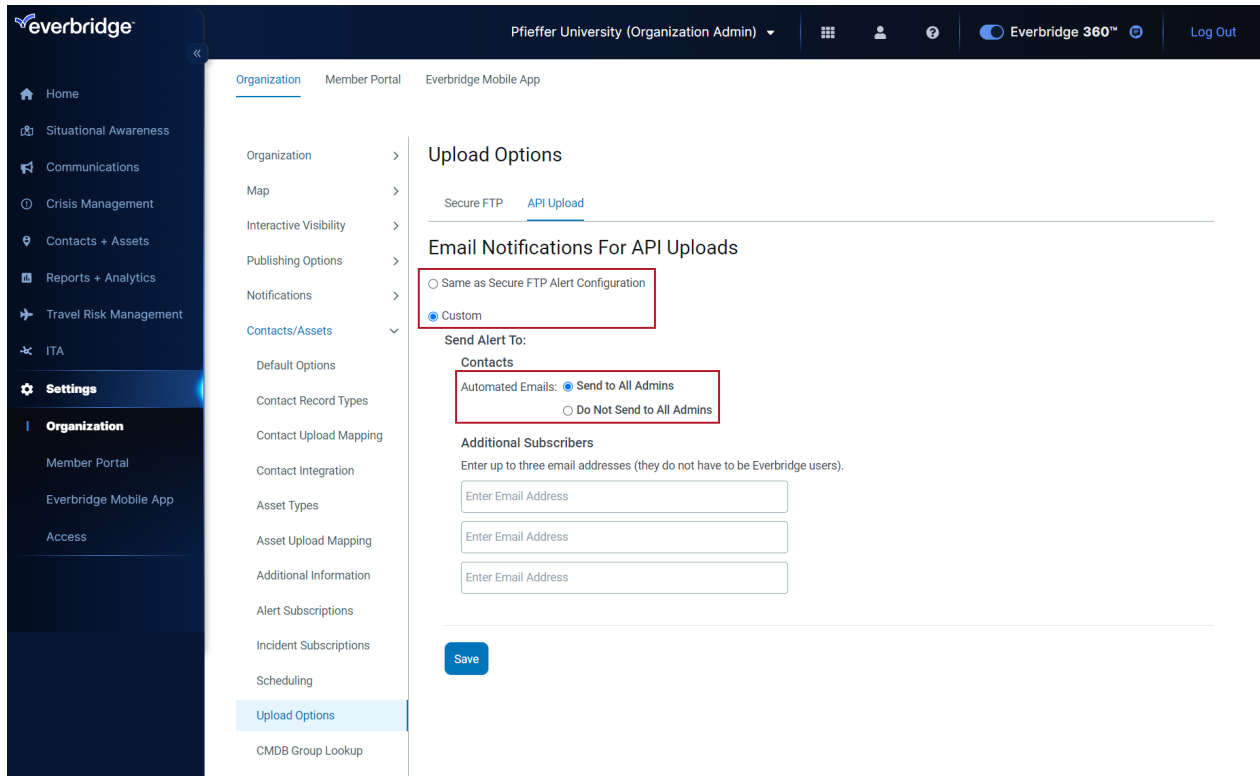 everbridge™
Pfieffer University (Organization Admin)
Everbridge 360™
Log Out
«
Home
Situational Awareness
Communications
Crisis Management
Contacts + Assets
Reports + Analytics
Travel Risk Management
ITA
Settings
Organization
Member Portal
Everbridge Mobile App
Access
Organization Member Portal Everbridge Mobile App
Organization
Map
Interactive Visibility
Publishing Options
Notifications
Contacts/Assets
Default Options
Contact Record Types
Contact Upload Mapping
Contact Integration
Asset Types
Asset Upload Mapping
Additional Information
Alert Subscriptions
Incident Subscriptions
Scheduling
Upload Options
CMDB Group Lookup
Upload Options
Secure FTP API Upload
Email Notifications For API Uploads
Same as Secure FTP Alert Configuration
Custom
Send Alert To:
Contacts
Automated Emails: Send to All Admins
Do Not Send to All Admins
Additional Subscribers
Enter up to three email addresses (they do not have to be Everbridge users).
Enter Email Address
Enter Email Address
Enter Email Address
Save